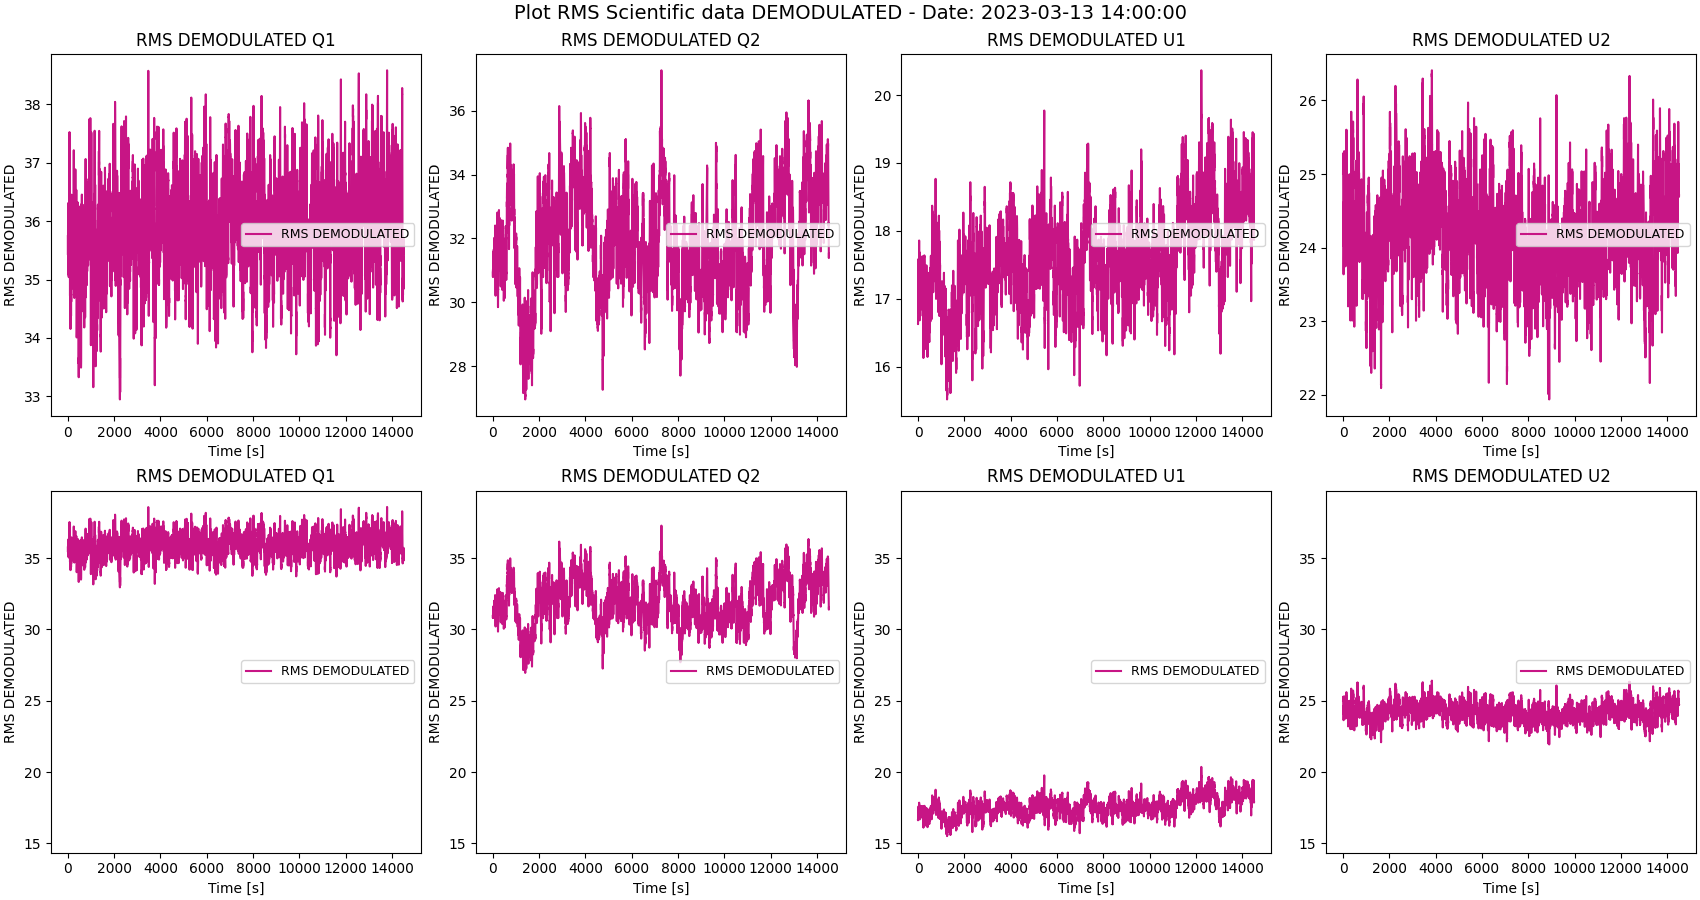 Plot RMS Scientific data DEMODULATED - Date: 2023-03-13 14:00:00
RMS DEMODULATED Q1
RMS DEMODULATED
38
37
36
35
34
33
RMS DEMODULATED
0 2000 4000 6000 8000 10000 12000 14000
Time [s]
RMS DEMODULATED Q2
RMS DEMODULATED
36
34
32
30
28
RMS DEMODULATED
0 2000 4000 6000 8000 10000 12000 14000
Time [s]
RMS DEMODULATED U1
RMS DEMODULATED
20
19
18
17
16
RMS DEMODULATED
0 2000 4000 6000 8000 10000 12000 14000
Time [s]
RMS DEMODULATED U2
RMS DEMODULATED
26
25
24
23
22
RMS DEMODULATED
0 2000 4000 6000 8000 10000 12000 14000
Time [s]
RMS DEMODULATED Q1
RMS DEMODULATED
35
30
25
20
15
RMS DEMODULATED
0 2000 4000 6000 8000 10000 12000 14000
Time [s]
RMS DEMODULATED Q2
RMS DEMODULATED
35
30
25
20
15
RMS DEMODULATED
0 2000 4000 6000 8000 10000 12000 14000
Time [s]
RMS DEMODULATED U1
RMS DEMODULATED
35
30
25
20
15
RMS DEMODULATED
0 2000 4000 6000 8000 10000 12000 14000
Time [s]
RMS DEMODULATED U2
RMS DEMODULATED
35
30
25
20
15
RMS DEMODULATED
0 2000 4000 6000 8000 10000 12000 14000
Time [s]